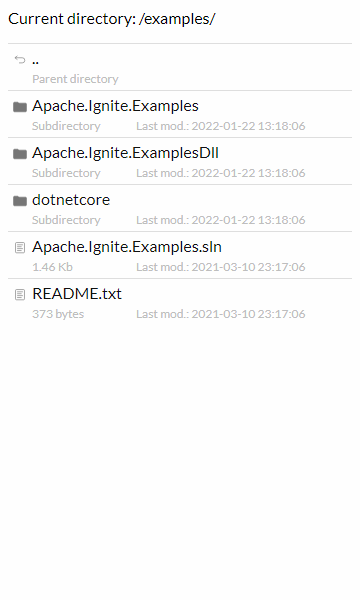 Current directory: /examples/
..
Parent directory
Apache.Ignite.Examples
Subdirectory Last mod.: 2022-01-22 13:18:06
Apache.Ignite.ExamplesDll
Subdirectory Last mod.: 2022-01-22 13:18:06
dotnetcore
Subdirectory Last mod.: 2022-01-22 13:18:06
Apache.Ignite.Examples.sln
1.46 Kb Last mod.: 2021-03-10 23:17:06
README.txt
373 bytes Last mod.: 2021-03-10 23:17:06